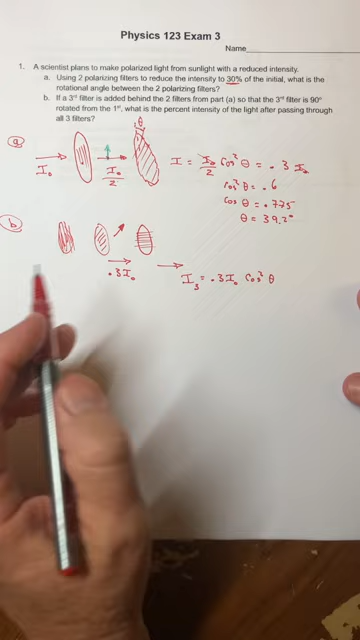 Physics 123 Exam 3
Name
1. A scientist plans to make polarized light from sunlight with a reduced intensity.
a. Using 2 polarizing filters to reduce the intensity to 30% of the initial, what is the
rotational angle between the 2 polarizing filters?
b. If a 3rd filter is added behind the 2 filters from part (a) so that the 3rd filter is 90°
rotated from the 1st, what is the percent intensity of the light after passing through
all 3 filters?
a
θ
I₀
I₀/2
I = I₀/2 cos²θ = .3 I₀
cos²θ = .6
cos θ = .775
θ = 39.2°
b
.3I₀
I₃ = .3I₀ cos²θ